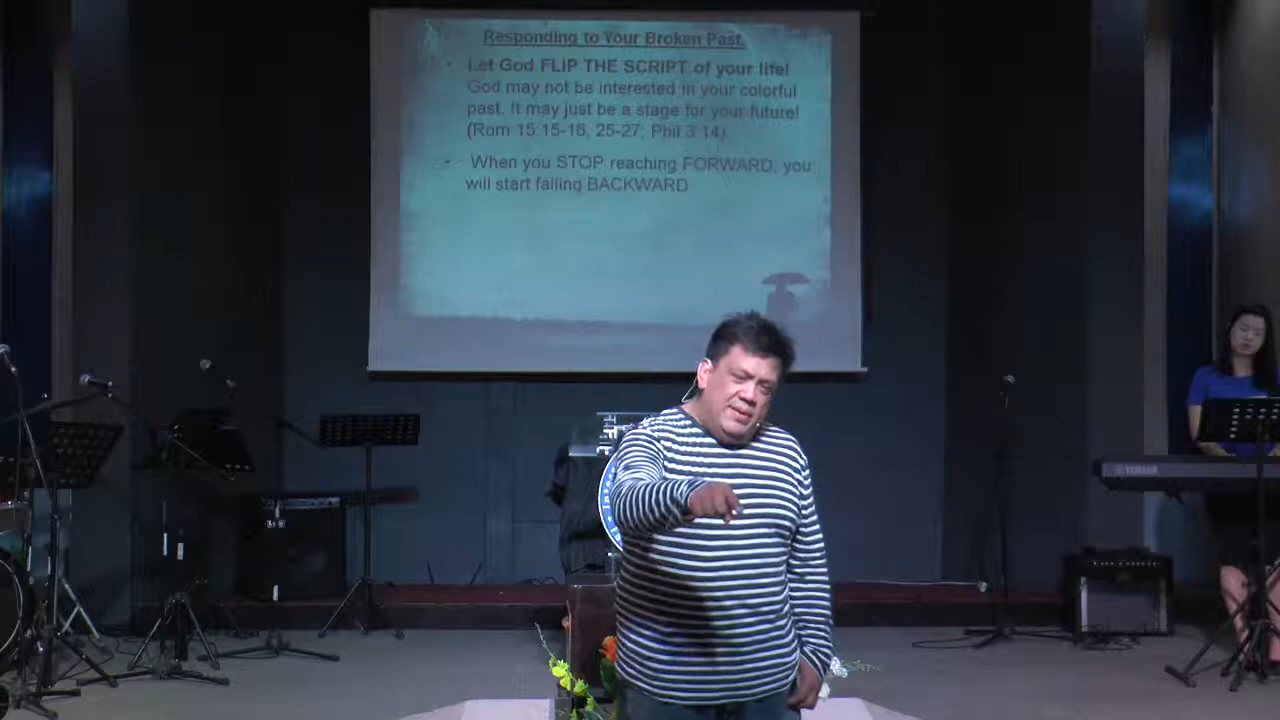 Responding to Your Broken Past.
• Let God FLIP THE SCRIPT of your life!
God may not be interested in your colorful
past. It may just be a stage for your future!
(Rom 15:15-16, 25-27; Phil 3:14)
• When you STOP reaching FORWARD, you
will start falling BACKWARD
YAMAHA